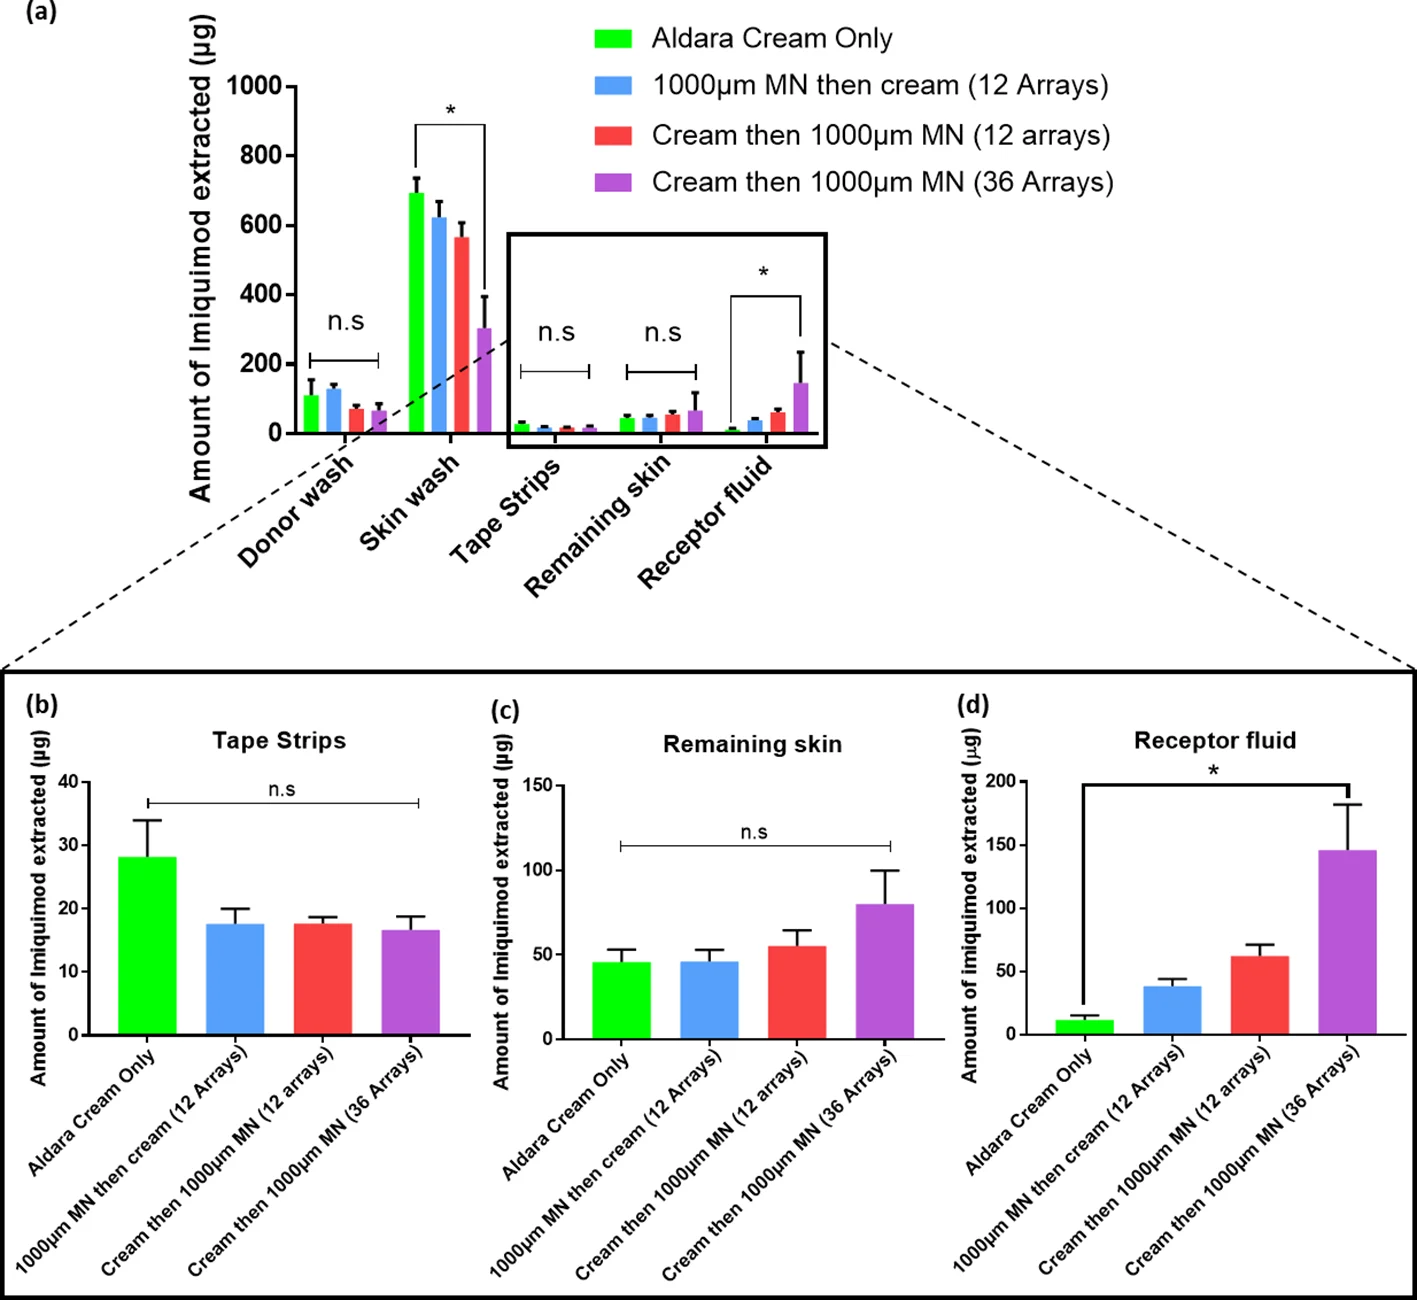 (a)
Amount of Imiquimod extracted (µg)
1000
800
600
400
200
0
Aldara Cream Only
1000µm MN then cream (12 Arrays)
Cream then 1000µm MN (12 arrays)
Cream then 1000µm MN (36 Arrays)
n.s
*
n.s
n.s
*
Donor wash
Skin wash
Tape Strips
Remaining skin
Receptor fluid
(b)
Tape Strips
Amount of Imiquimod extracted (µg)
40
30
20
10
0
n.s
Aldara Cream Only
1000µm MN then cream (12 Arrays)
Cream then 1000µm MN (12 arrays)
Cream then 1000µm MN (36 Arrays)
(c)
Remaining skin
Amount of Imiquimod extracted (µg)
150
100
50
0
n.s
Aldara Cream Only
1000µm MN then cream (12 Arrays)
Cream then 1000µm MN (12 arrays)
Cream then 1000µm MN (36 Arrays)
(d)
Receptor fluid
Amount of imiquimod extracted (µg)
200
150
100
50
0
*
Aldara Cream Only
1000µm MN then cream (12 Arrays)
Cream then 1000µm MN (12 arrays)
Cream then 1000µm MN (36 Arrays)